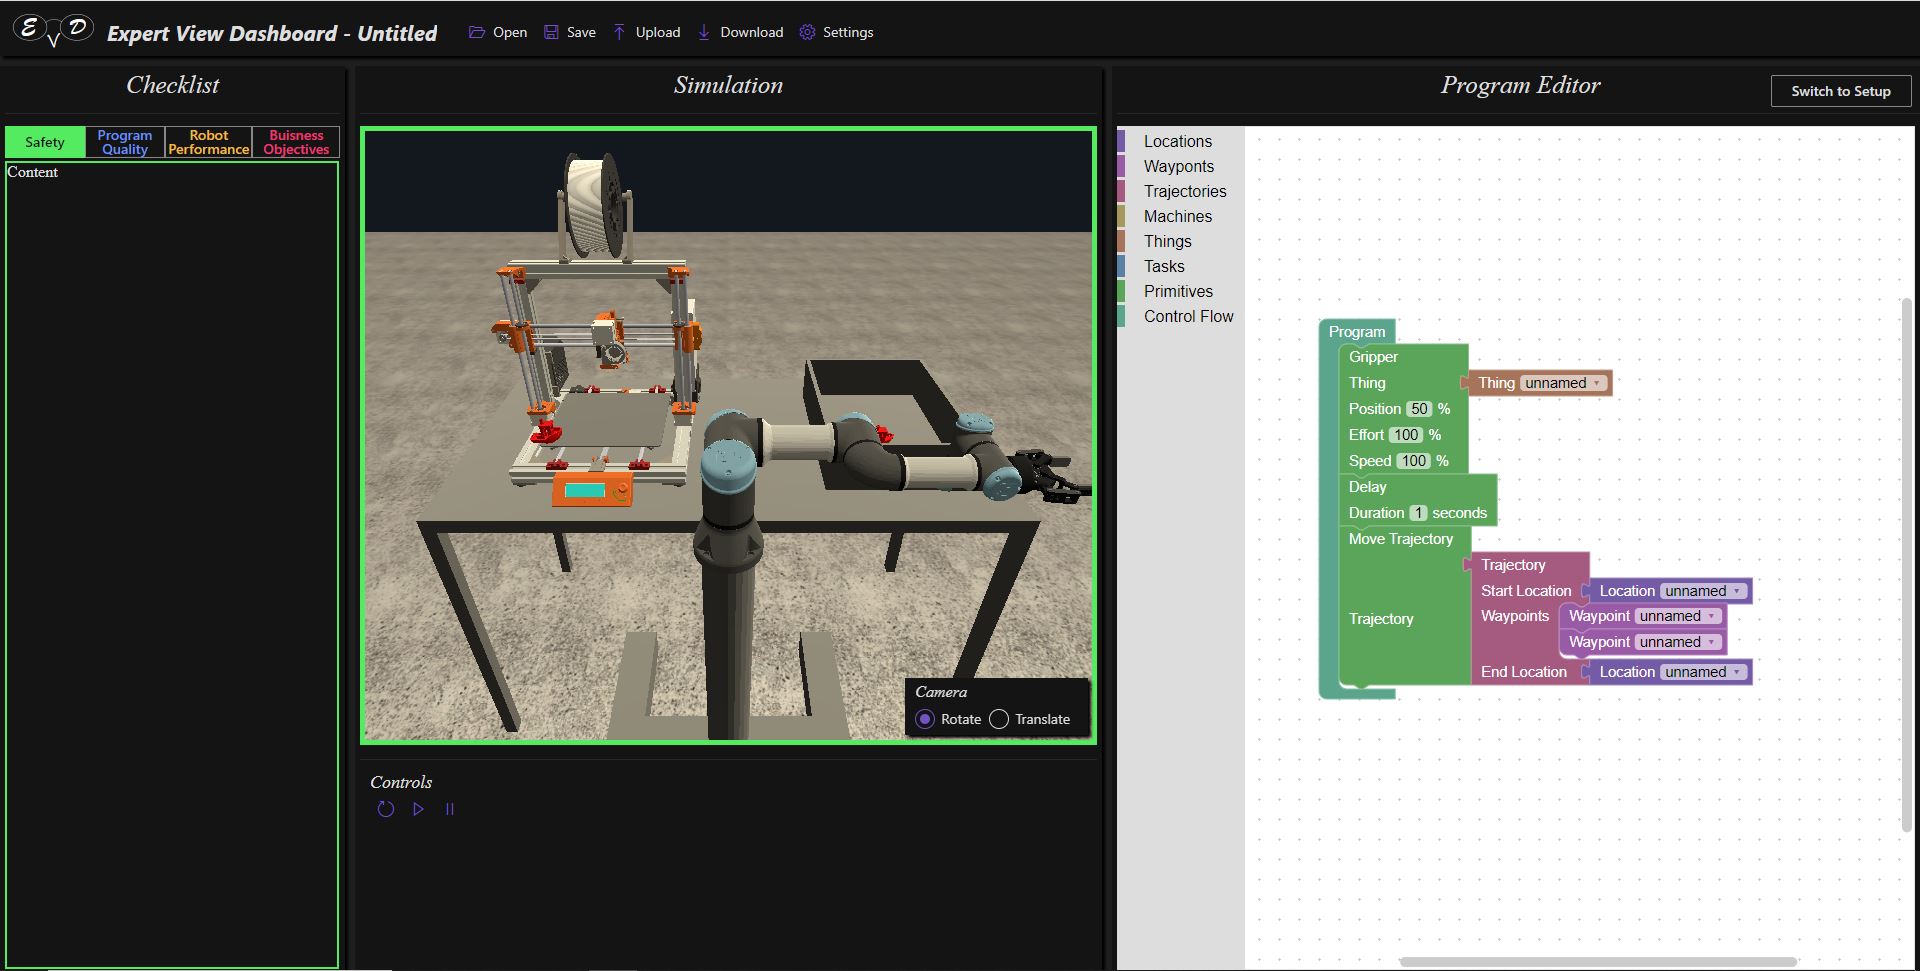 E V D
Expert View Dashboard - Untitled
Open
Save
Upload
Download
Settings
Checklist
Safety
Program
Quality
Robot
Performance
Buisness
Objectives
Content
Simulation
Camera
Rotate
Translate
Controls
Program Editor
Switch to Setup
Locations
Wayponts
Trajectories
Machines
Things
Tasks
Primitives
Control Flow
Program
Gripper
Thing
Thing unnamed
Position 50 %
Effort 100 %
Speed 100 %
Delay
Duration 1 seconds
Move Trajectory
Trajectory
Trajectory
Start Location Location unnamed
Waypoints Waypoint unnamed
Waypoint unnamed
End Location Location unnamed